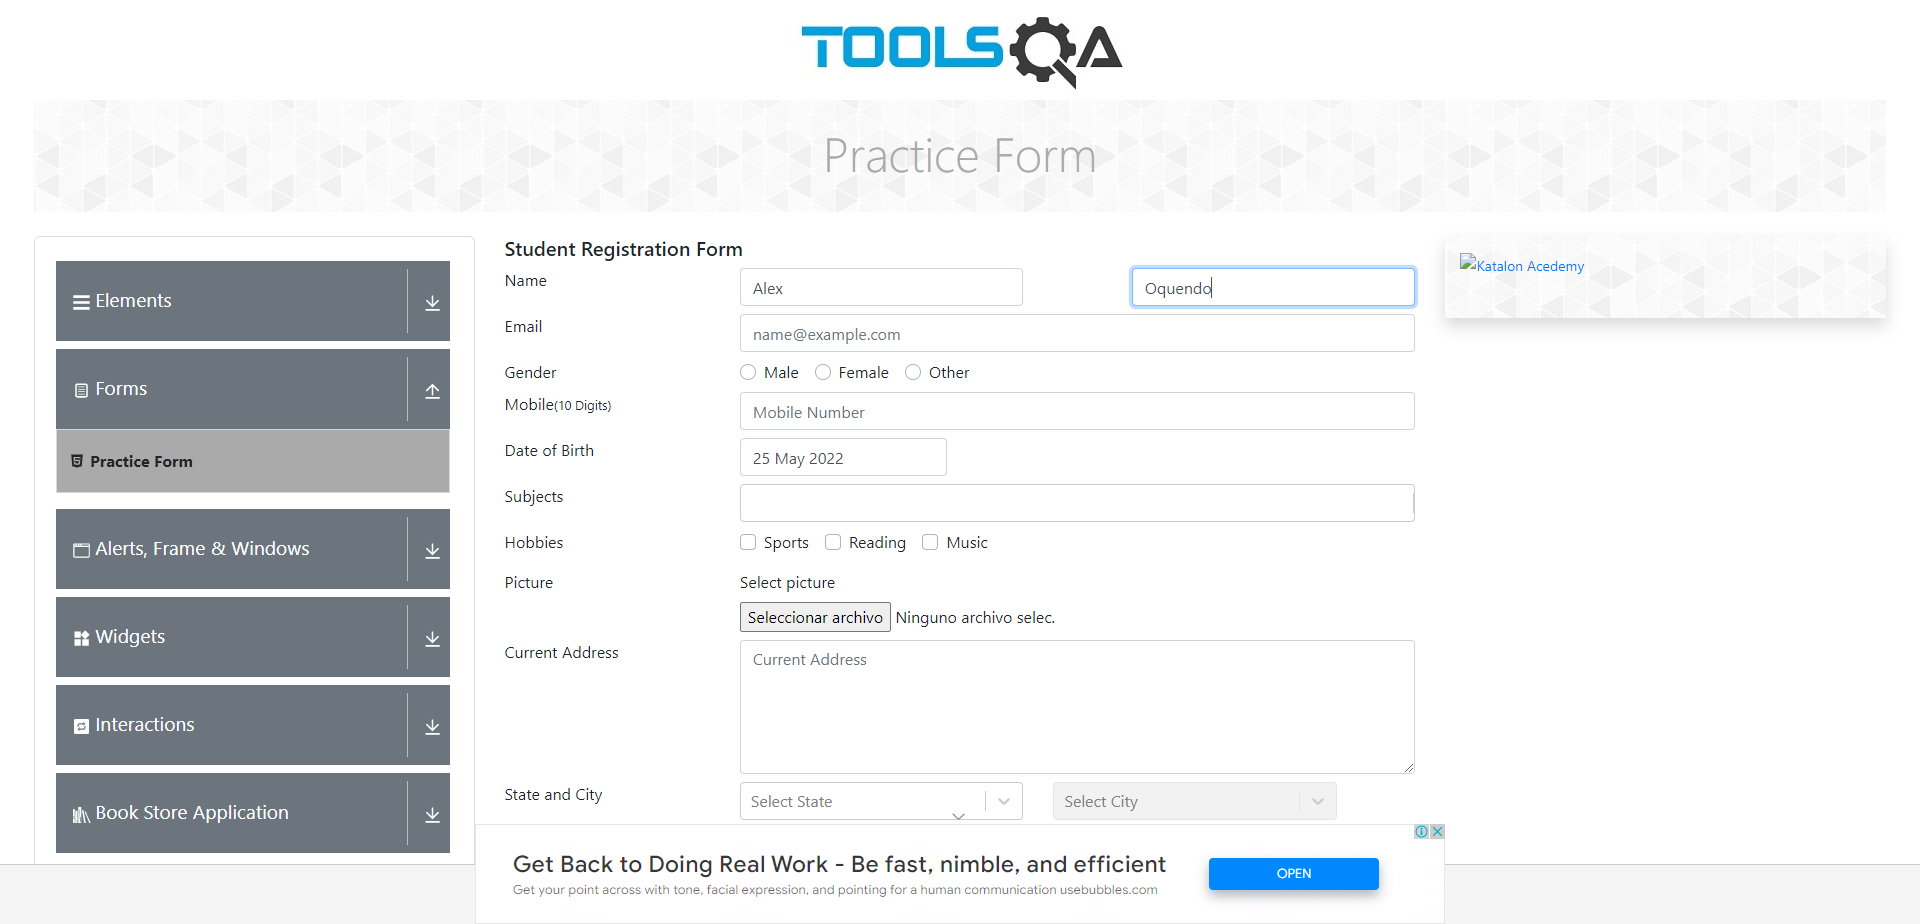 TOOLSQA
Practice Form
Elements
Forms
Practice Form
Alerts, Frame & Windows
Widgets
Interactions
Book Store Application
Student Registration Form
Name
Alex
Oquendo
Email
name@example.com
Gender
Male
Female
Other
Mobile(10 Digits)
Mobile Number
Date of Birth
25 May 2022
Subjects
Hobbies
Sports
Reading
Music
Picture
Select picture
Seleccionar archivo
Ninguno archivo selec.
Current Address
Current Address
State and City
Select State
Select City
Katalon Acedemy
Get Back to Doing Real Work - Be fast, nimble, and efficient
Get your point across with tone, facial expression, and pointing for a human communication usebubbles.com
OPEN